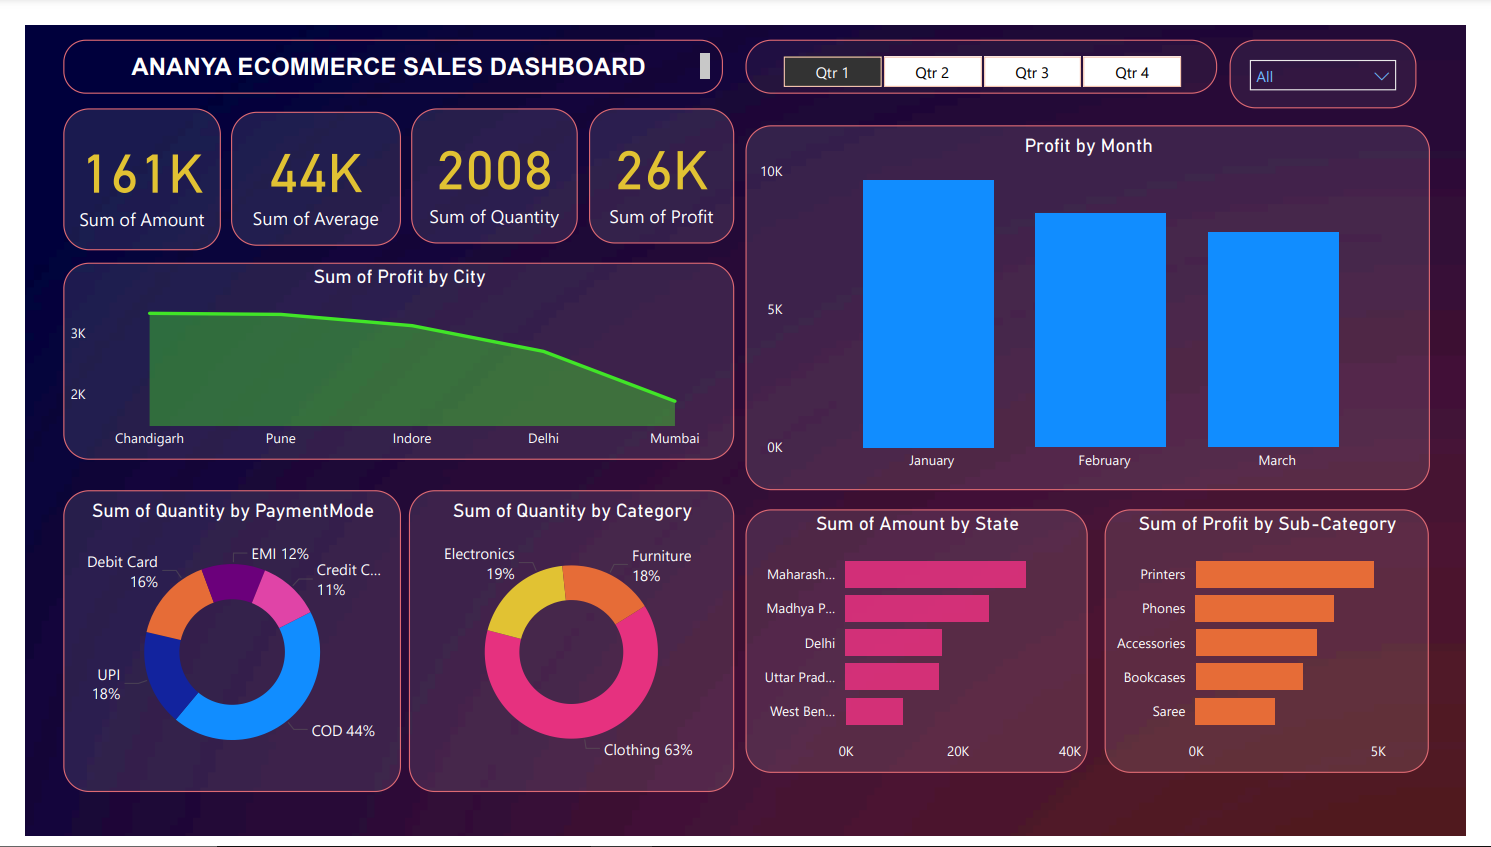 ANANYA ECOMMERCE SALES DASHBOARD
Qtr 1
Qtr 2
Qtr 3
Qtr 4
All
161K
Sum of Amount
44K
Sum of Average
2008
Sum of Quantity
26K
Sum of Profit
Profit by Month
10K
5K
0K
January
February
March
Sum of Profit by City
3K
2K
Chandigarh
Pune
Indore
Delhi
Mumbai
Sum of Quantity by PaymentMode
EMI 12%
Credit C...
11%
Debit Card
16%
UPI
18%
COD 44%
Sum of Quantity by Category
Electronics
19%
Furniture
18%
Clothing 63%
Sum of Amount by State
Maharash...
Madhya P...
Delhi
Uttar Prad...
West Ben...
0K
20K
40K
Sum of Profit by Sub-Category
Printers
Phones
Accessories
Bookcases
Saree
0K
5K